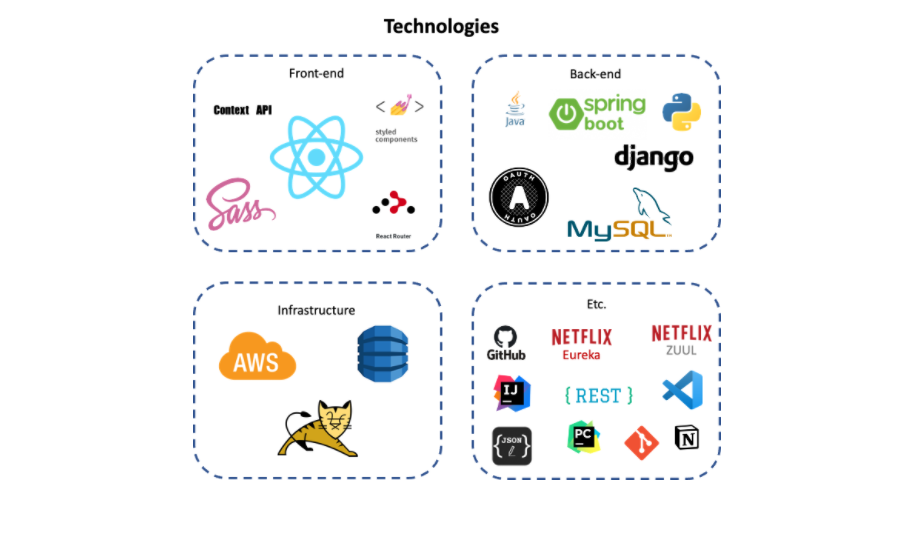 Technologies
Front-end
Context API
styled
components
Sass
React Router
Back-end
Java
spring
boot
django
OAUTH
A
OAUTH
MySQL
Infrastructure
AWS
Etc.
GitHub
NETFLIX
Eureka
NETFLIX
ZUUL
IJ
{ REST }
{JSON
PC
N